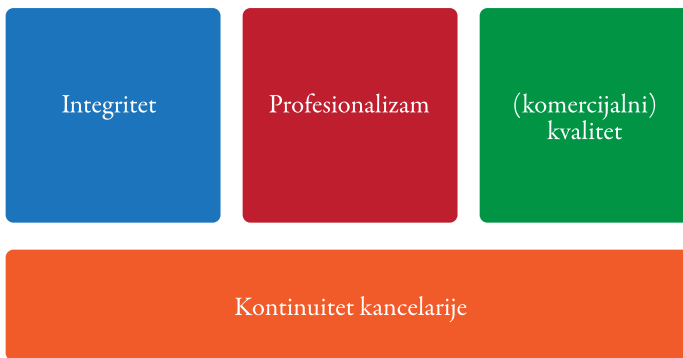 Integritet
Profesionalizam
(komercijalni)
kvalitet
Kontinuitet kancelarije